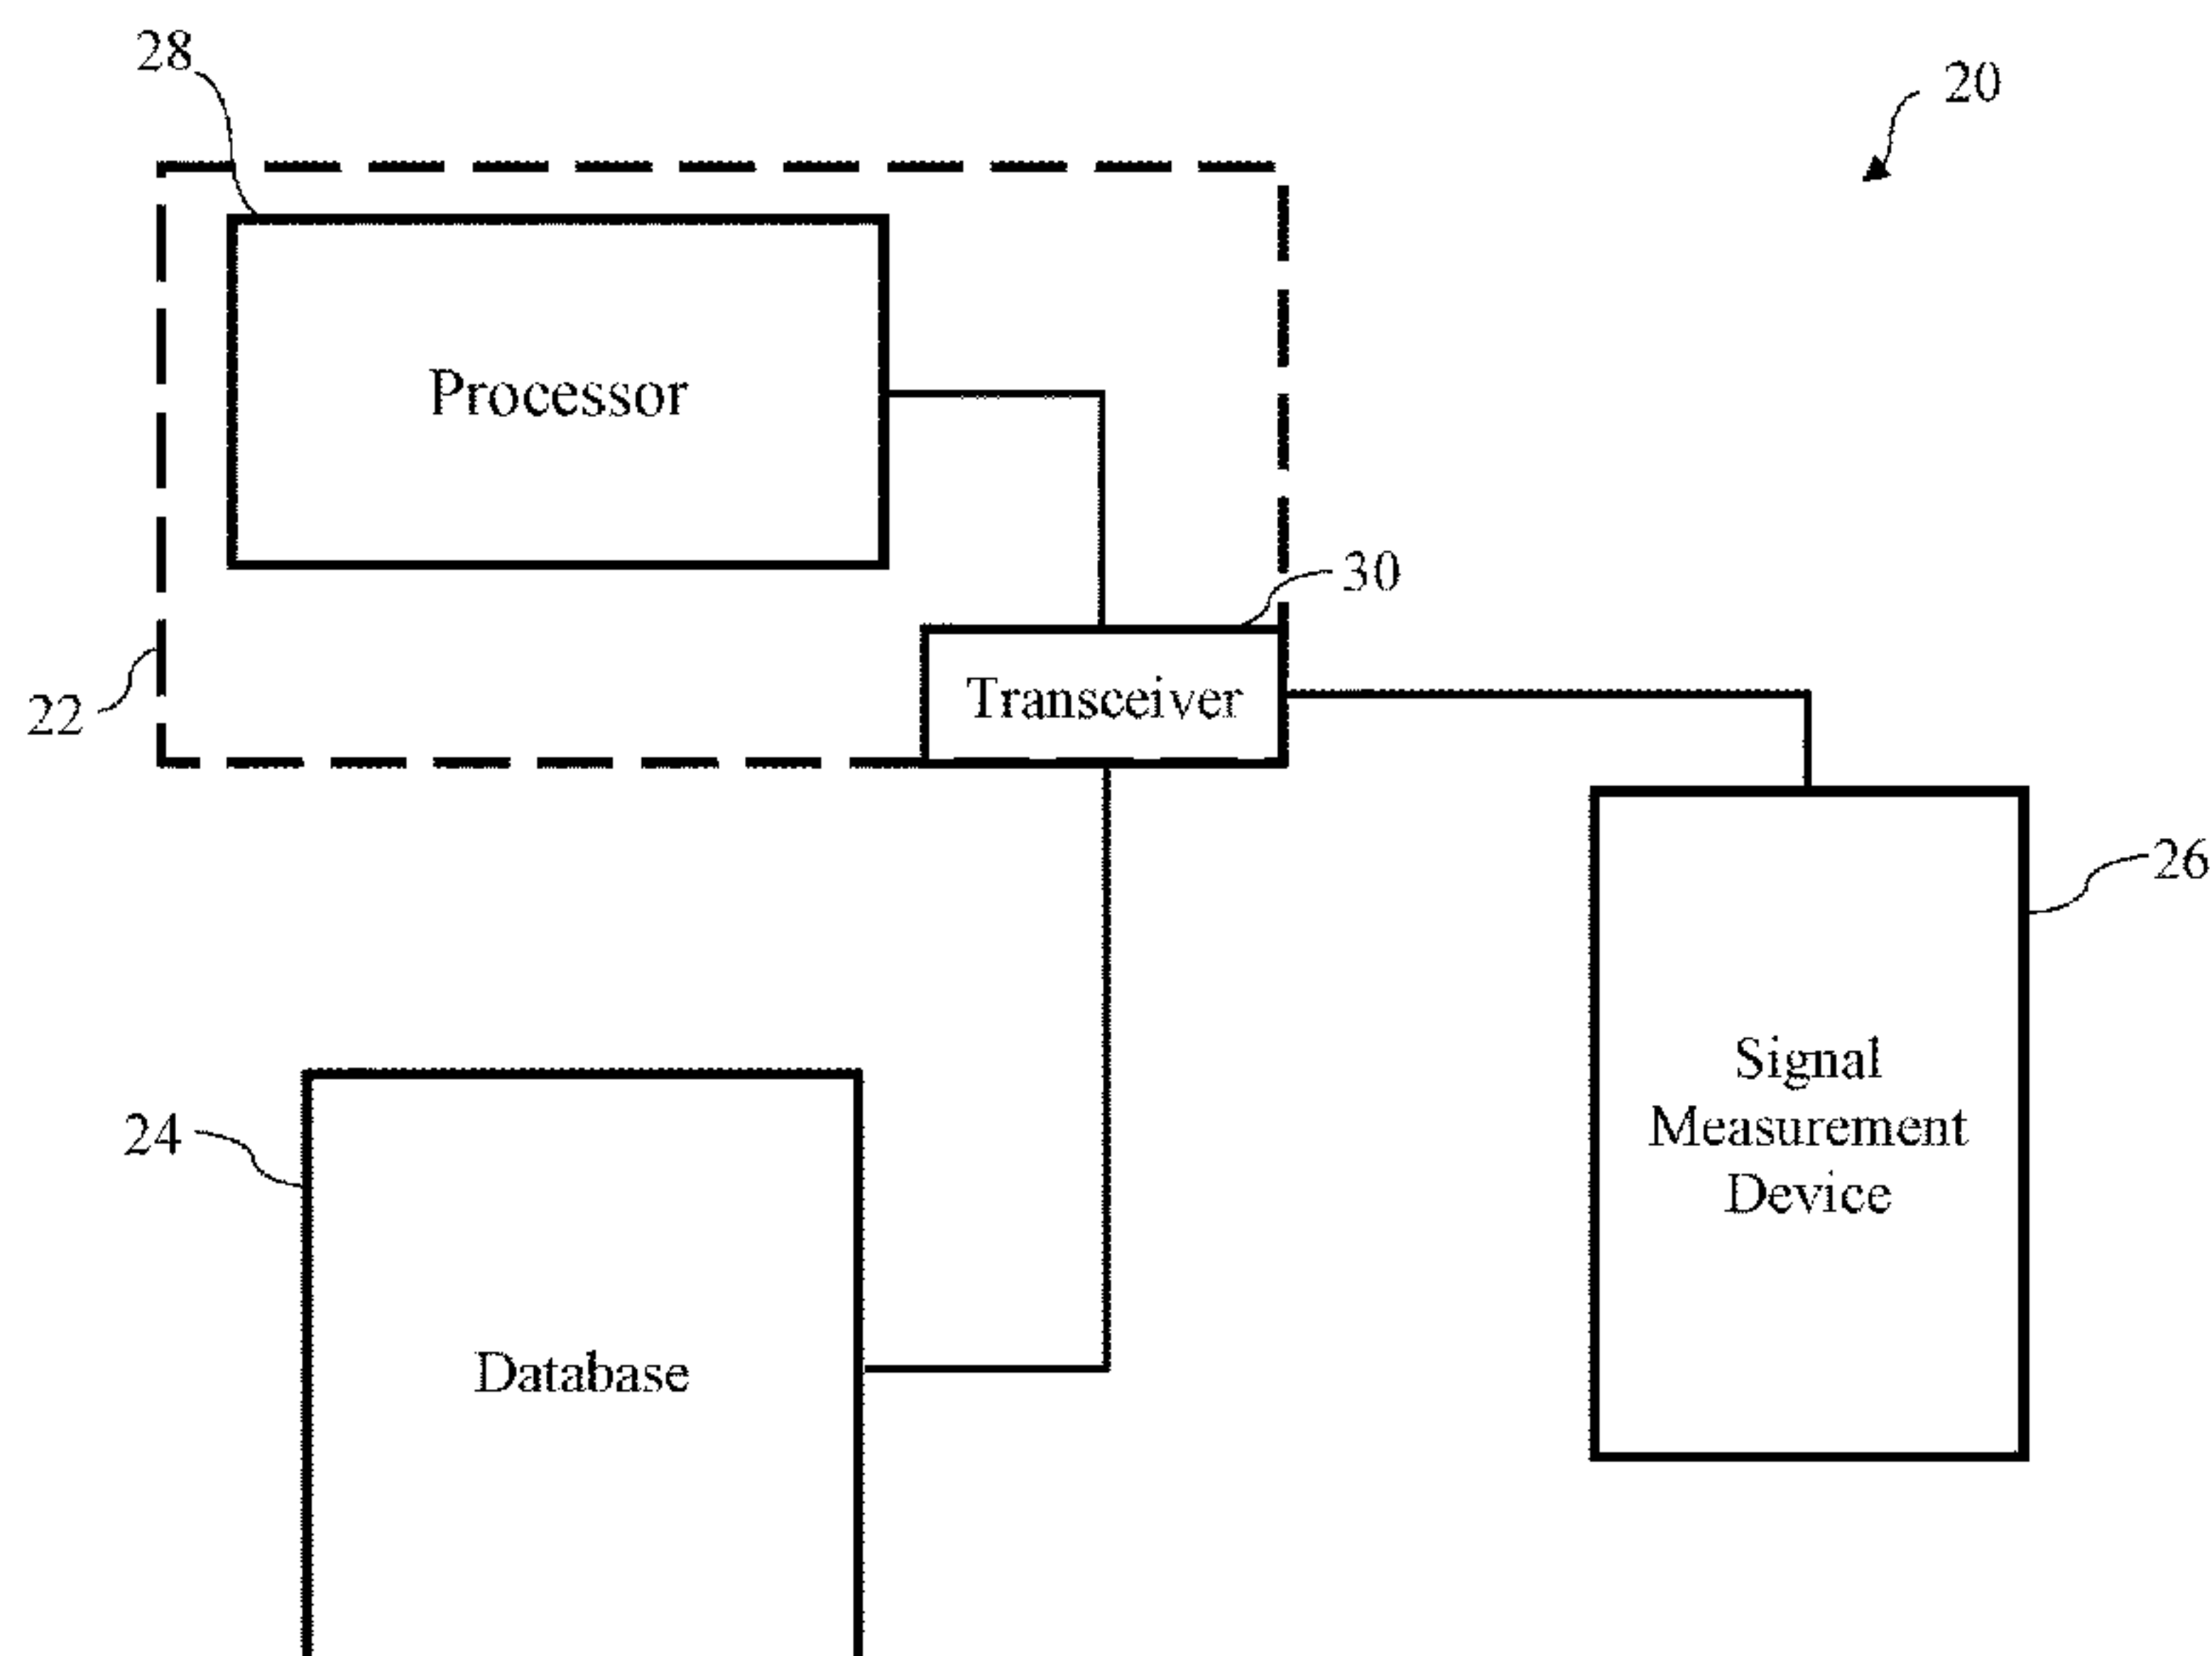 28
20
Processor
30
Transceiver
22
26
Signal
Measurement
Device
24
Database